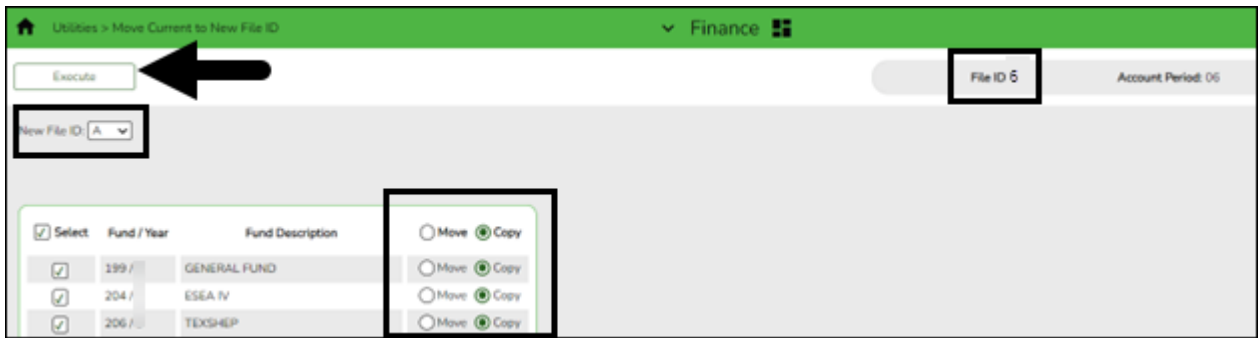 Utilities > Move Current to New File ID
Finance
Execute
File ID 6
Account Period: 06
New File ID: A
Select Fund / Year Fund Description Move Copy
199 / GENERAL FUND Move Copy
204 / ESEA IV Move Copy
206 / TEXSHEP Move Copy